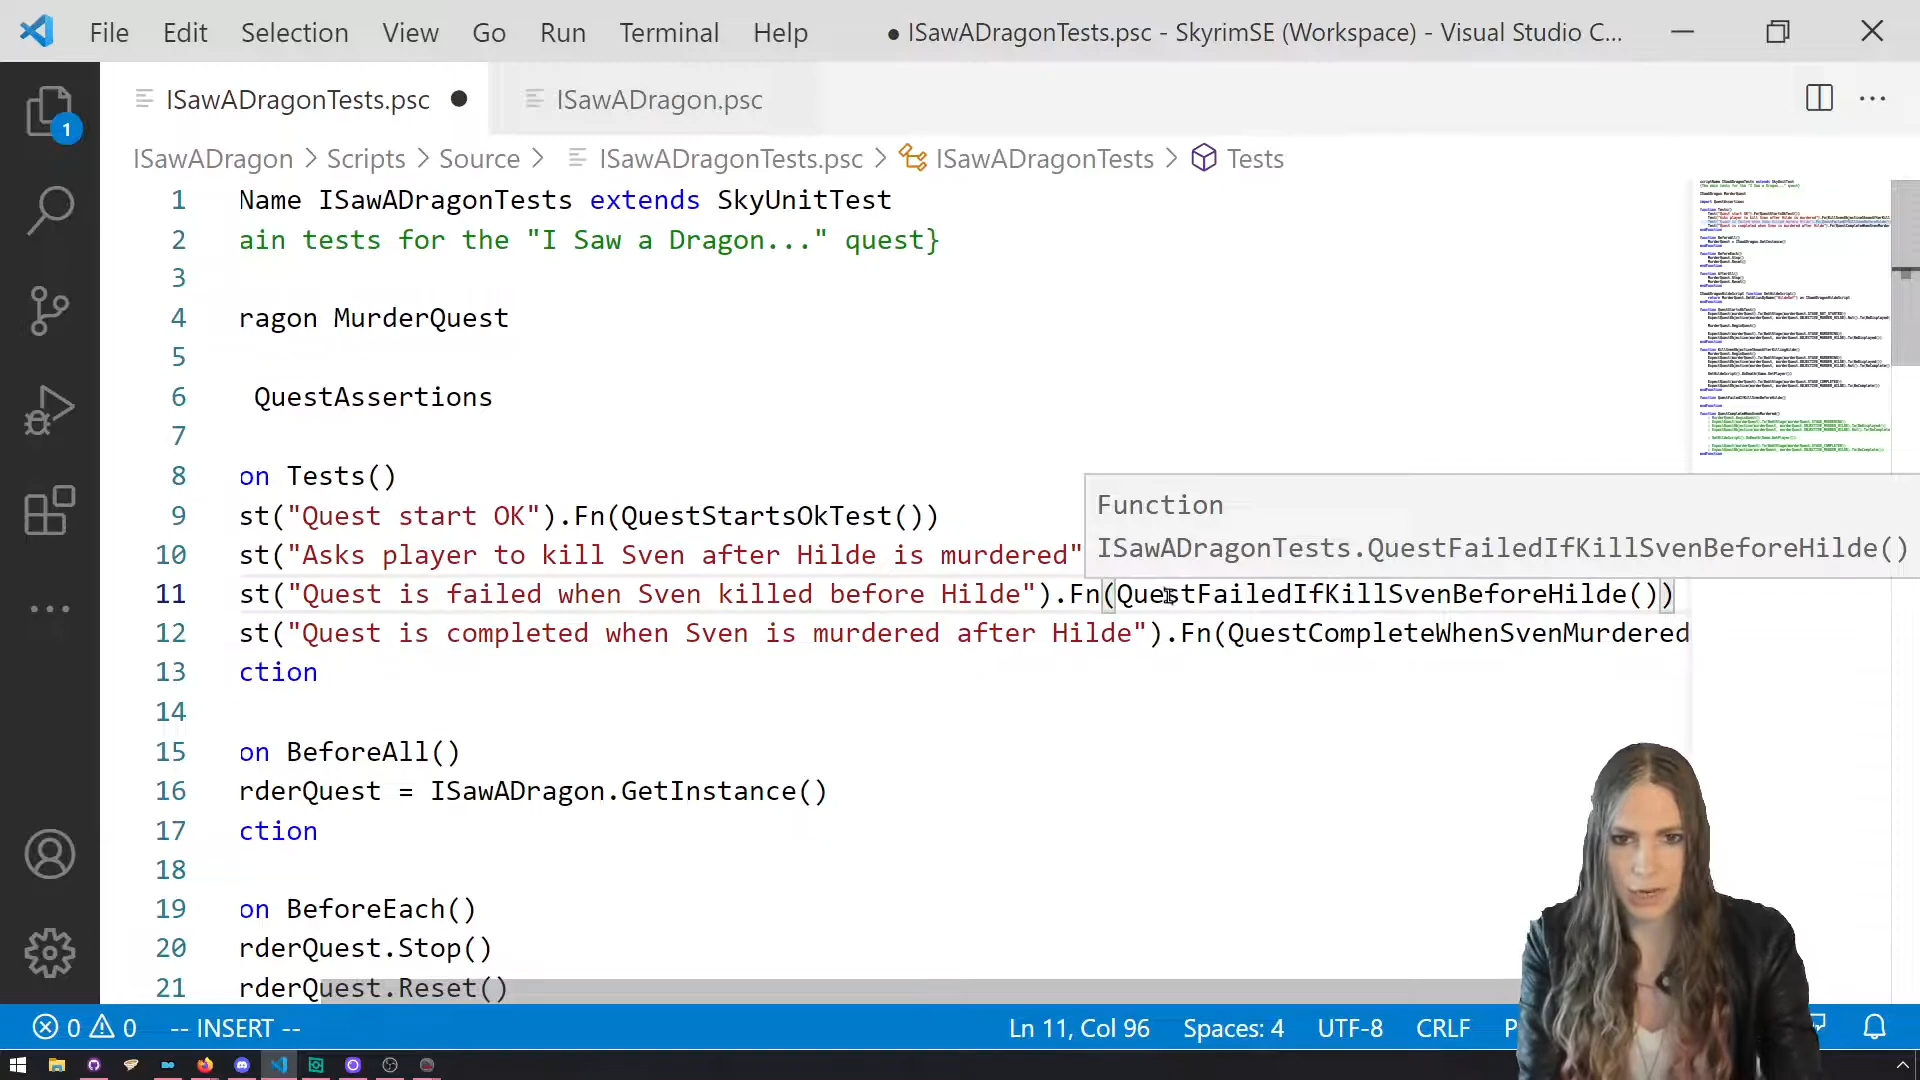 File Edit Selection View Go Run Terminal Help ● ISawADragonTests.psc - SkyrimSE (Workspace) - Visual Studio C...
ISawADragonTests.psc ISawADragon.psc
1
ISawADragon > Scripts > Source > ISawADragonTests.psc > ISawADragonTests > Tests
1 Name ISawADragonTests extends SkyUnitTest
2 ain tests for the "I Saw a Dragon..." quest}
3
4 ragon MurderQuest
5
6 QuestAssertions
7
8 on Tests()
9 st("Quest start OK").Fn(QuestStartsOkTest())
Function
ISawADragonTests.QuestFailedIfKillSvenBeforeHilde()
10 st("Asks player to kill Sven after Hilde is murdered"
11 st("Quest is failed when Sven killed before Hilde").Fn(QuestFailedIfKillSvenBeforeHilde())
12 st("Quest is completed when Sven is murdered after Hilde").Fn(QuestCompleteWhenSvenMurdered
13 ction
14
15 on BeforeAll()
16 rderQuest = ISawADragon.GetInstance()
17 ction
18
19 on BeforeEach()
20 rderQuest.Stop()
21 rderQuest.Reset()
0 0 -- INSERT -- Ln 11, Col 96 Spaces: 4 UTF-8 CRLF P